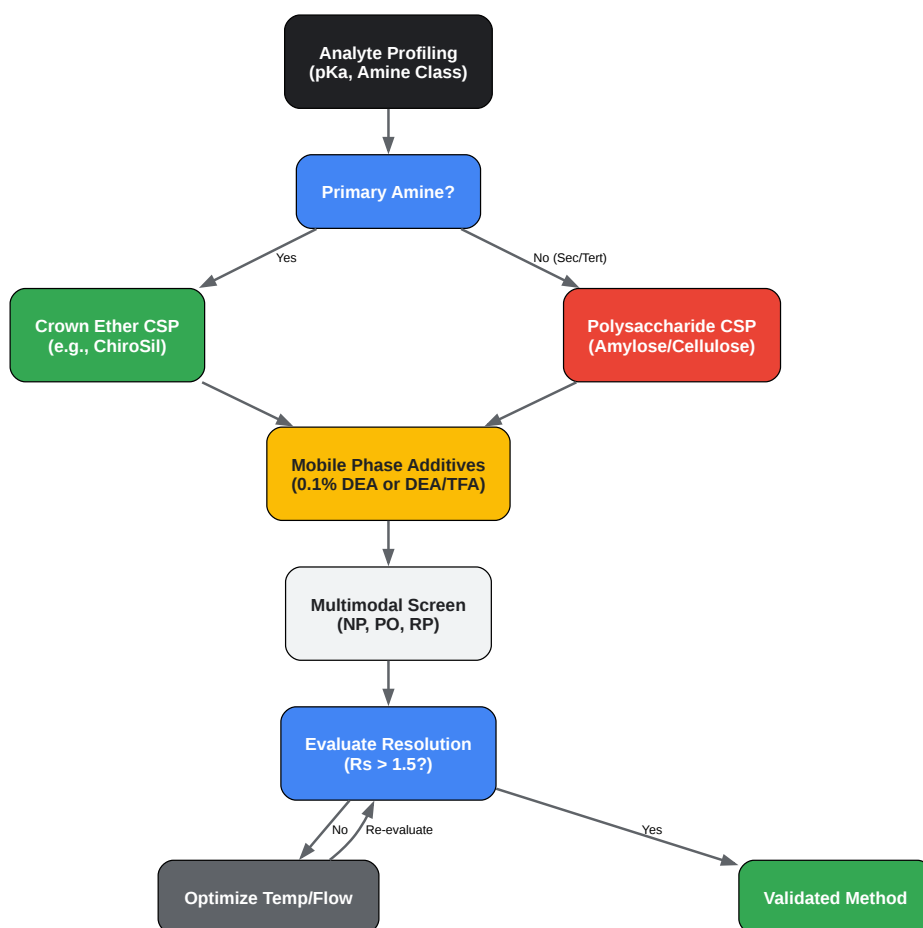 Analyte Profiling
(pKa, Amine Class)
Primary Amine?
Yes
No (Sec/Tert)
Crown Ether CSP
(e.g., ChiroSil)
Polysaccharide CSP
(Amylose/Cellulose)
Mobile Phase Additives
(0.1% DEA or DEA/TFA)
Multimodal Screen
(NP, PO, RP)
Evaluate Resolution
(Rs > 1.5?)
No
Re-evaluate
Yes
Optimize Temp/Flow
Validated Method